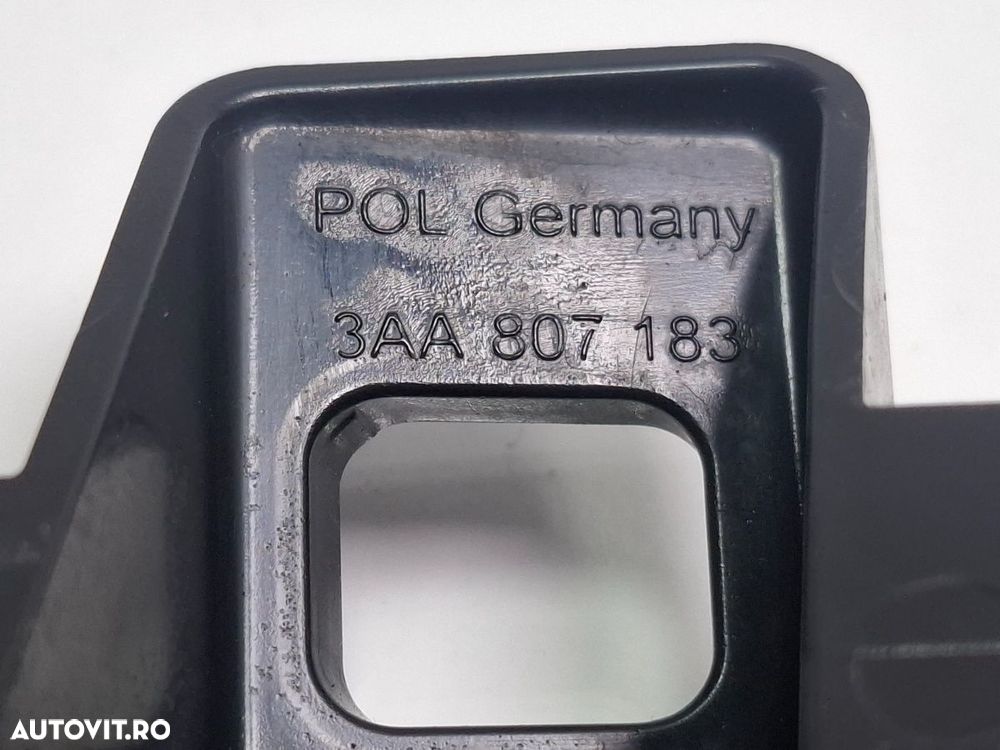 POL Germany
3AA 807 183
AUTOVIT.RO